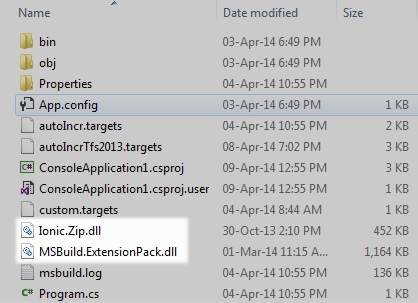 Name Date modified Size
bin 03-Apr-14 6:49 PM
obj 03-Apr-14 6:49 PM
Properties 04-Apr-14 10:55 PM
App.config 03-Apr-14 6:49 PM 1 KB
autoIncr.targets 04-Apr-14 10:55 PM 2 KB
autoIncrTfs2013.targets 08-Apr-14 7:02 PM 3 KB
ConsoleApplication1.csproj 09-Apr-14 12:55 PM 3 KB
ConsoleApplication1.csproj.user 09-Apr-14 12:55 PM 1 KB
custom.targets 04-Apr-14 8:44 AM 1 KB
Ionic.Zip.dll 30-Oct-13 2:10 PM 452 KB
MSBuild.ExtensionPack.dll 01-Mar-14 11:15 A... 1,164 KB
msbuild.log 04-Apr-14 10:55 PM 4 KB
Program.cs 04-Apr-14 10:55 PM 1 KB